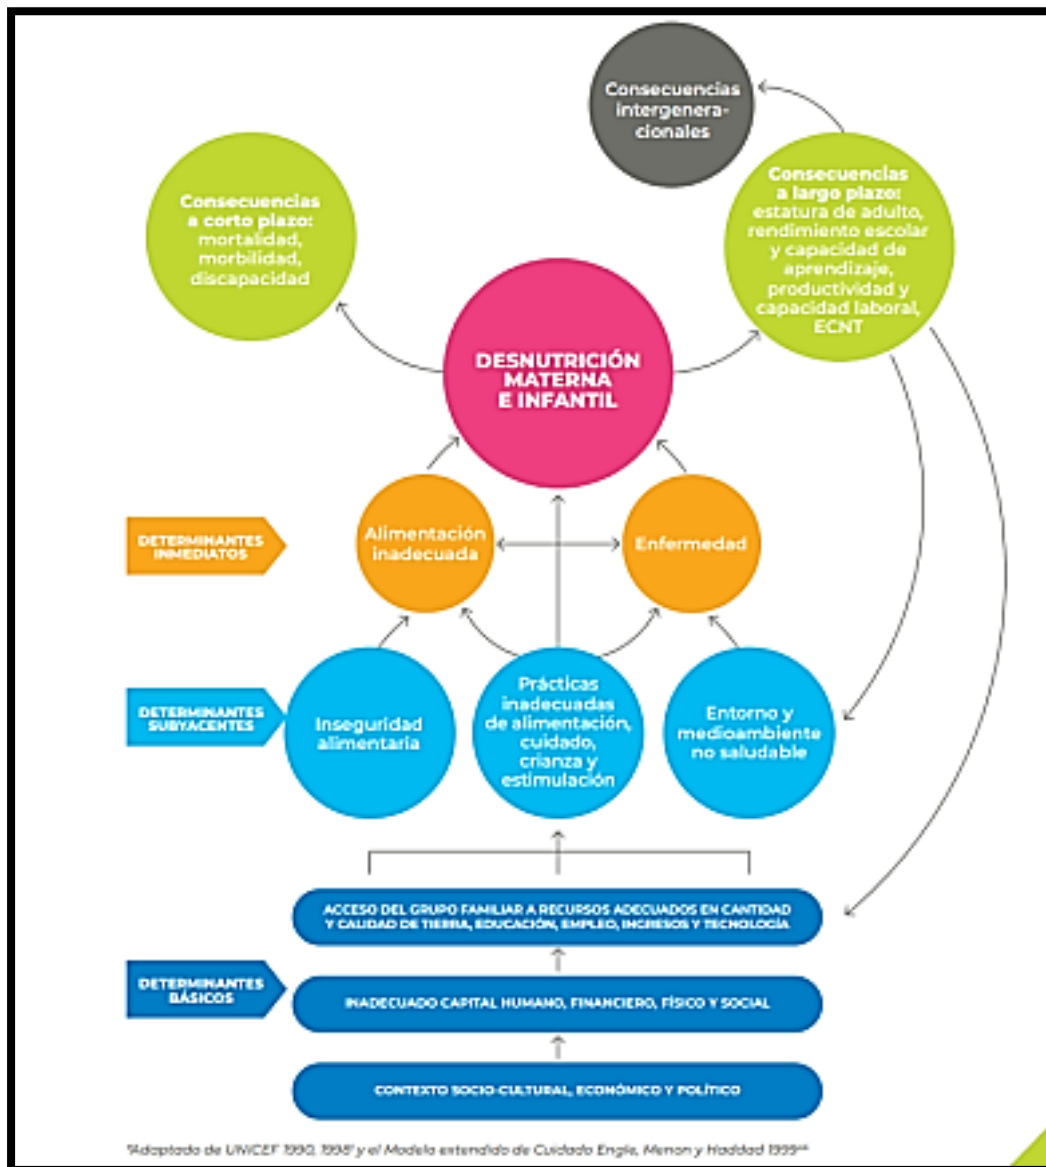 Consecuencias
intergenera-
cionales
Consecuencias
a corto plazo:
mortalidad,
morbilidad,
discapacidad
Consecuencias
a largo plazo:
estatura de adulto,
rendimiento escolar
y capacidad de
aprendizaje,
productividad y
capacidad laboral,
ECNT
DESNUTRICIÓN
MATERNA
E INFANTIL
DETERMINANTES
INMEDIATOS
Alimentación
inadecuada
Enfermedad
DETERMINANTES
SUBYACENTES
Inseguridad
alimentaria
Prácticas
inadecuadas
de alimentación,
cuidado,
crianza y
estimulación
Entorno y
medioambiente
no saludable
ACCESO DEL GRUPO FAMILIAR A RECURSOS ADECUADOS EN CANTIDAD
Y CALIDAD DE TIERRA, EDUCACIÓN, EMPLEO, INGRESOS Y TECNOLOGÍA
DETERMINANTES
BÁSICOS
INADECUADO CAPITAL HUMANO, FINANCIERO, FÍSICO Y SOCIAL
CONTEXTO SOCIO-CULTURAL, ECONÓMICO Y POLÍTICO
Adaptado de UNICEF 1990, 1998 y el Modelo extendido de Cuidado Engle, Menon y Haddad 1999